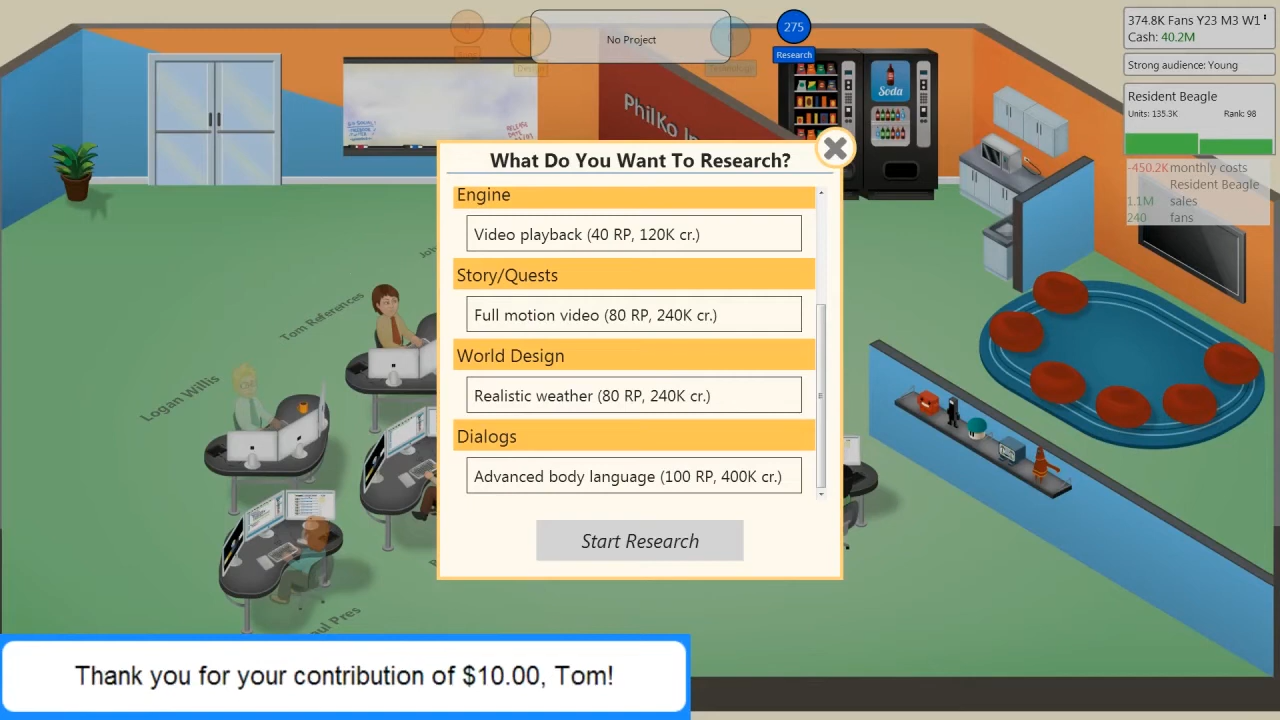 374.8K Fans Y23 M3 W1
Cash: 40.2M
No Project
275
Research
Strong audience: Young
Resident Beagle
Units: 135.3K
Rank: 98
-450.2K monthly costs
Resident Beagle
1.1M sales
240 fans
Soda
PhilKo In
What Do You Want To Research?
Engine
Video playback (40 RP, 120K cr.)
Story/Quests
Full motion video (80 RP, 240K cr.)
World Design
Realistic weather (80 RP, 240K cr.)
Dialogs
Advanced body language (100 RP, 400K cr.)
Start Research
Tom References
Logan Willis
Thank you for your contribution of $10.00, Tom!